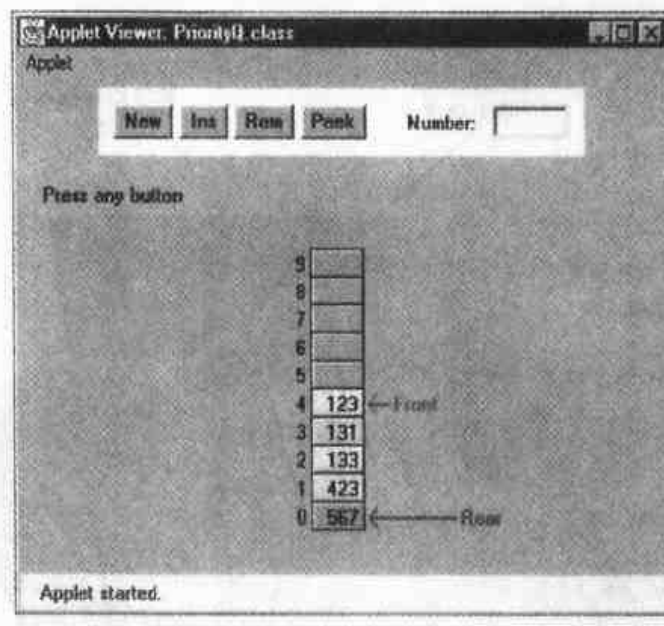 Applet Viewer: PriorityQ.class
Applet
New Ins Rem Peek Number:
Press any button
9
8
7
6
5
4 123 Front
3 131
2 133
1 423
0 567 Rear
Applet started.